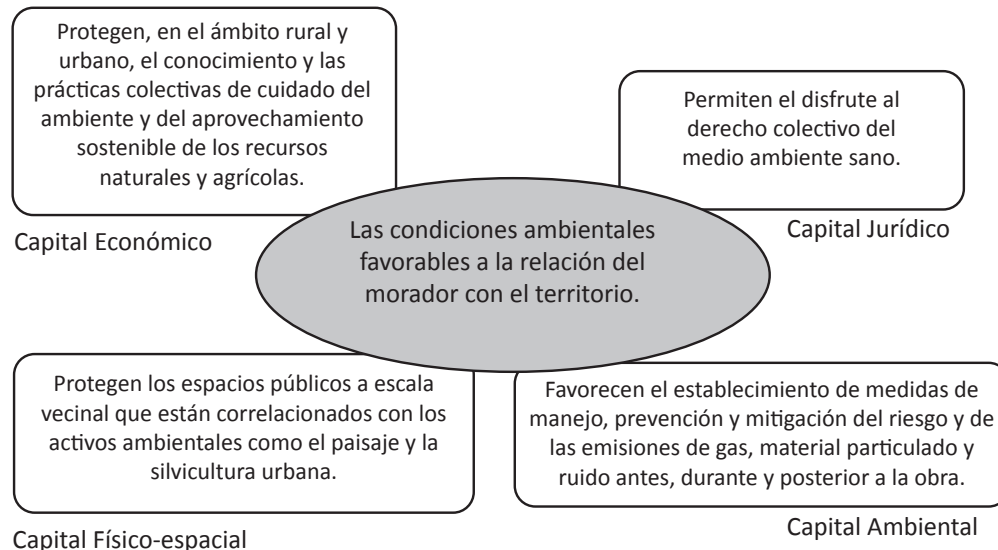 Protegen, en el ámbito rural y
urbano, el conocimiento y las
prácticas colectivas de cuidado del
ambiente y del aprovechamiento
sostenible de los recursos
naturales y agrícolas.
Capital Económico
Permiten el disfrute al
derecho colectivo del
medio ambiente sano.
Capital Jurídico
Las condiciones ambientales
favorables a la relación del
morador con el territorio.
Protegen los espacios públicos a escala
vecinal que están correlacionados con los
activos ambientales como el paisaje y la
silvicultura urbana.
Capital Físico-espacial
Favorecen el establecimiento de medidas de
manejo, prevención y mitigación del riesgo y de
las emisiones de gas, material particulado y
ruido antes, durante y posterior a la obra.
Capital Ambiental